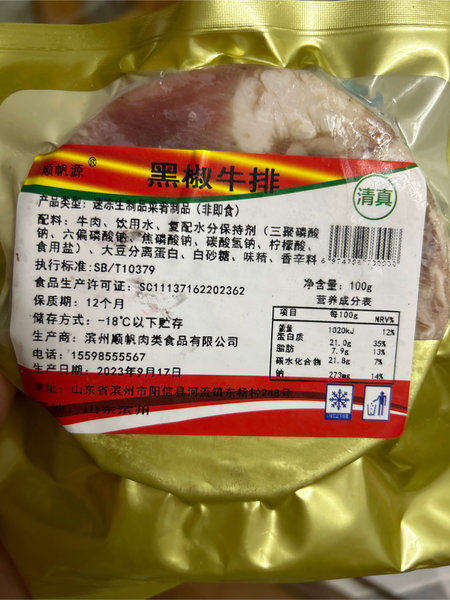 顺帆源®
黑椒牛排
清真
产品类型：速冻生制品菜肴制品（非即食）
配料：牛肉、饮用水、复配水分保持剂（三聚磷酸
钠、六偏磷酸钠、焦磷酸钠、碳酸氢钠、柠檬酸、
食用盐）、大豆分离蛋白、白砂糖、味精、香辛料
执行标准:SB/T10379
食品生产许可证：SC11137162202362
保质期：12个月
储存方式：-18℃以下贮存
生产商：滨州顺帆肉类食品有限公司
电话：15598555567
生产日期：2023年9月17日
地址：山东省滨州市阳信县河流镇东杨村248号
山东滨州
净含量：100g
营养成分表
项目 每100g NRV%
能量 1020kJ 12%
蛋白质 21.0g 35%
脂肪 7.9g 13%
碳水化合物 21.8g 7%
钠 273mg 14%